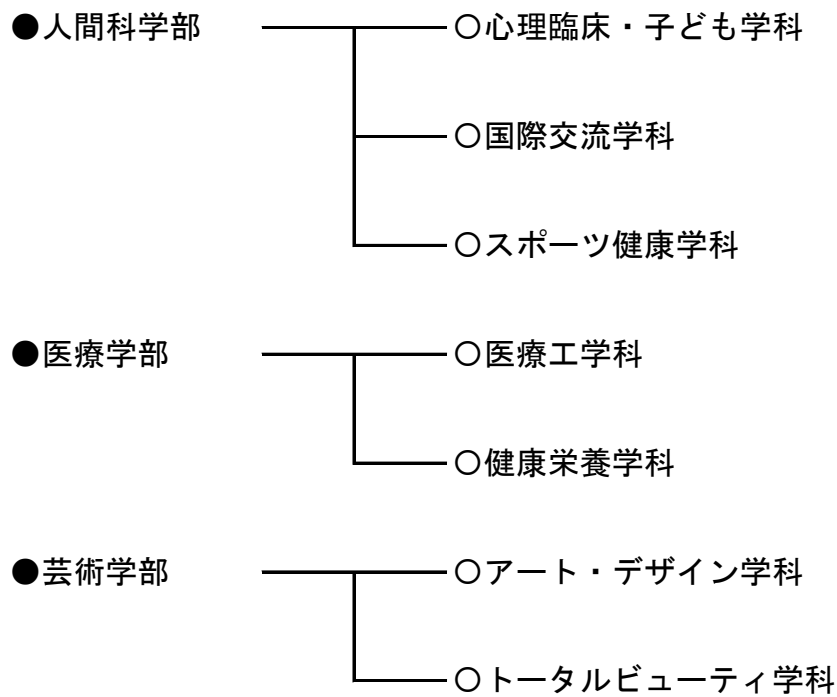 ●人間科学部 ○心理臨床・子ども学科
○国際交流学科
○スポーツ健康学科
●医療学部 ○医療工学科
○健康栄養学科
●芸術学部 ○アート・デザイン学科
○トータルビューティ学科